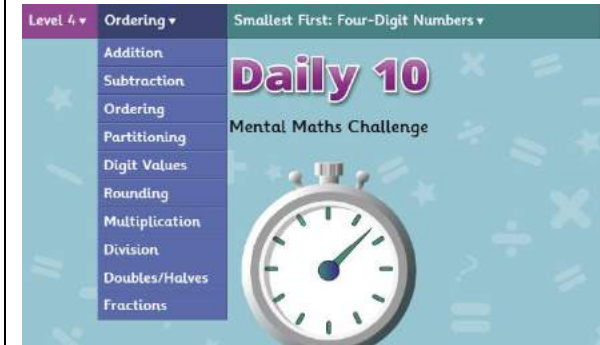 Level 4 ▾ Ordering ▾ Smallest First: Four-Digit Numbers ▾
Addition
Subtraction
Ordering
Partitioning
Digit Values
Rounding
Multiplication
Division
Doubles/Halves
Fractions
Daily 10
Mental Maths Challenge